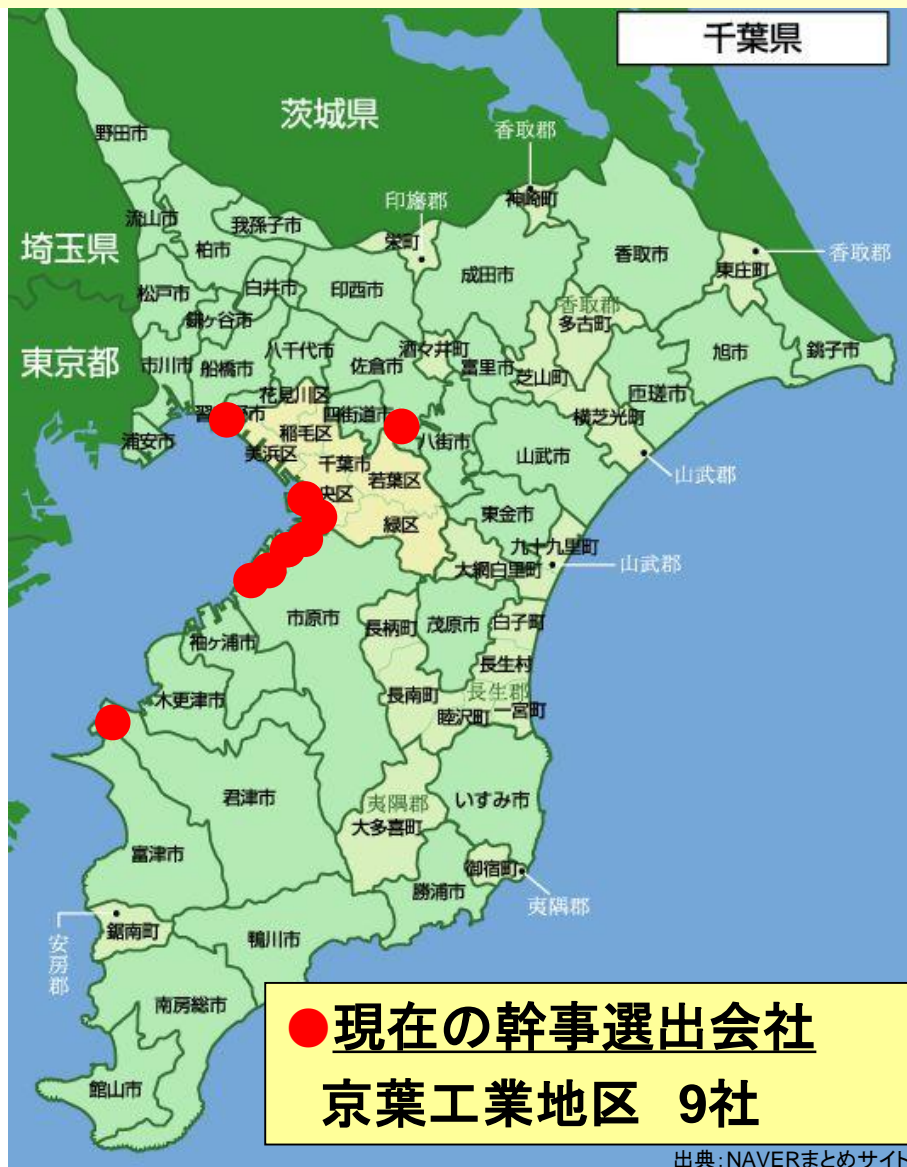 千葉県
茨城県
香取郡
野田市
印旛郡
神崎町
流山市
我孫子市
栄町
香取市
埼玉県
柏市
成田市
東庄町
香取郡
松戸市
白井市
印西市
香取郡
鎌ヶ谷市
多古町
東京都
市川市
船橋市
八千代市
佐倉市
酒々井町
富里市
旭市
銚子市
芝山町
花見川区
匝瑳市
習
野市
四街道市
横芝光町
浦安市
稲毛区
八街市
美浜区
千葉市
山武市
若葉区
山武郡
央区
東金市
緑区
九十九里町
大網白里町
山武郡
市原市
長柄町
茂原市
白子町
袖ヶ浦市
長生村
木更津市
長南町
長生郡
睦沢町
一宮町
君津市
夷隅郡
いすみ市
大多喜町
富津市
御宿町
勝浦市
夷隅郡
安房郡
鋸南町
鴨川市
南房総市
館山市
●現在の幹事選出会社
京葉工業地区 9社
出典：NAVERまとめサイト